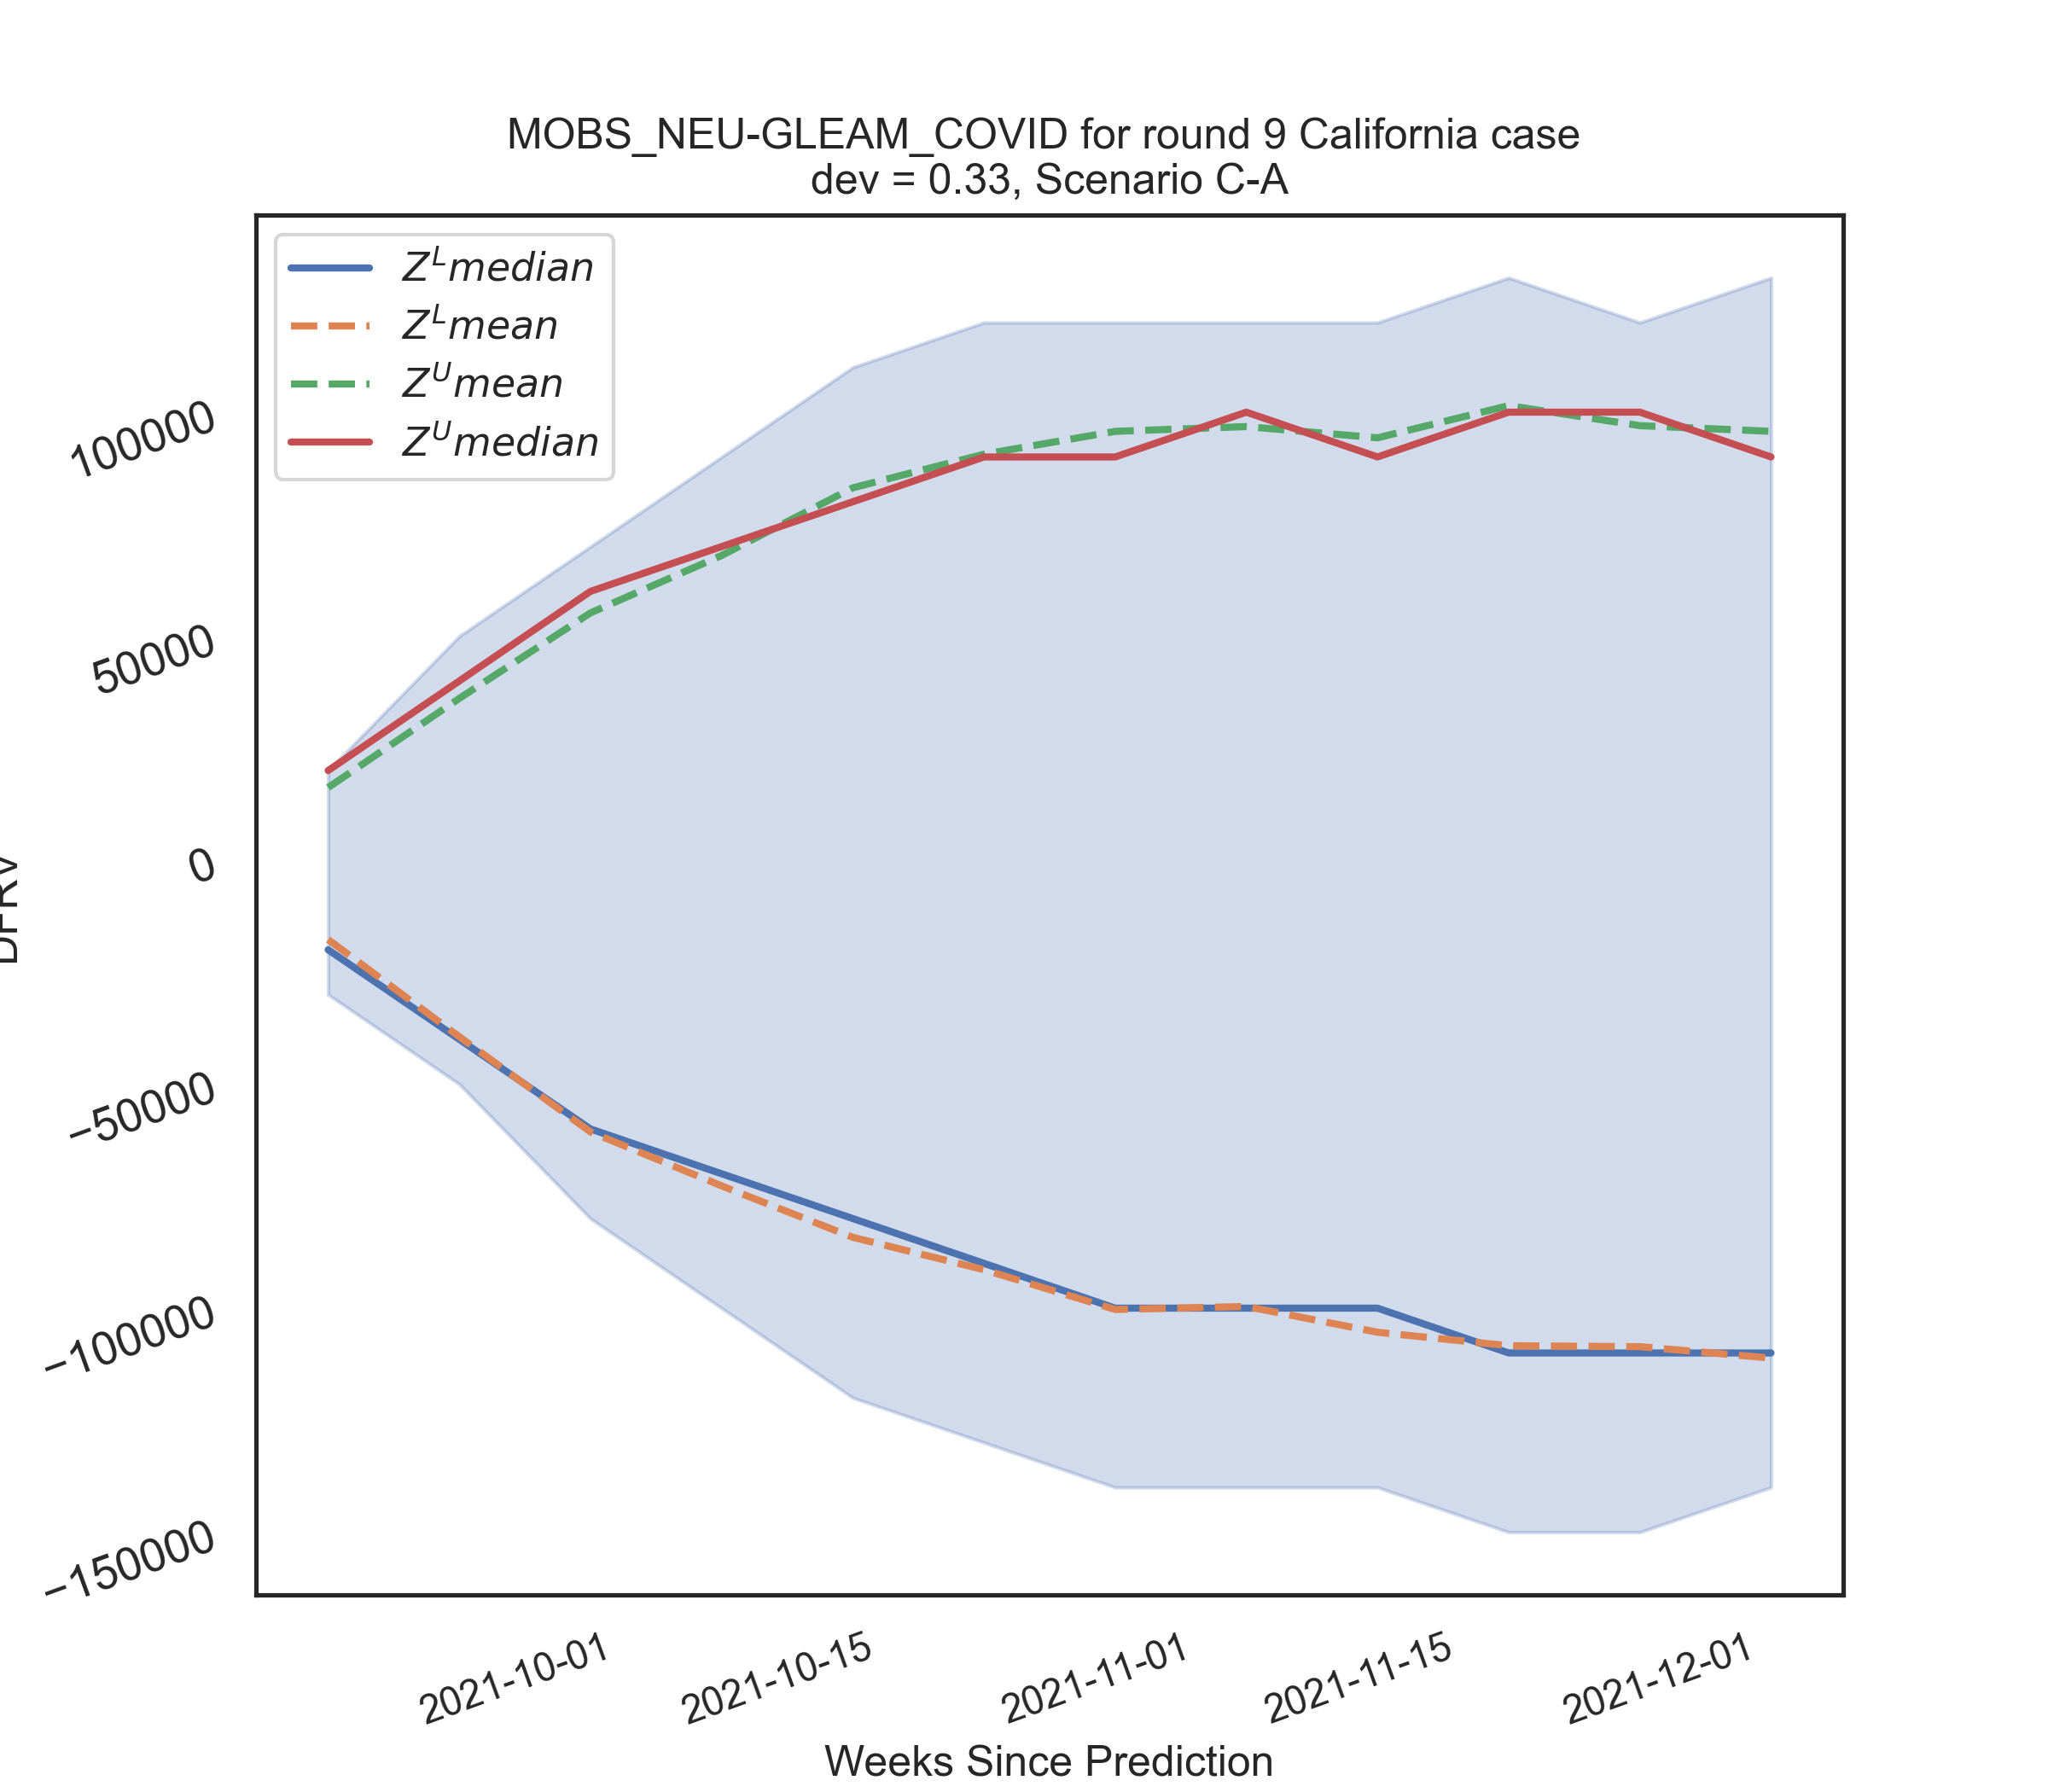 MOBS_NEU-GLEAM_COVID for round 9 California case
dev = 0.33, Scenario C-A
Z^L median
Z^L mean
Z^U mean
Z^U median
100000
50000
0
−50000
−100000
−150000
2021-10-01
2021-10-15
2021-11-01
2021-11-15
2021-12-01
Weeks Since Prediction